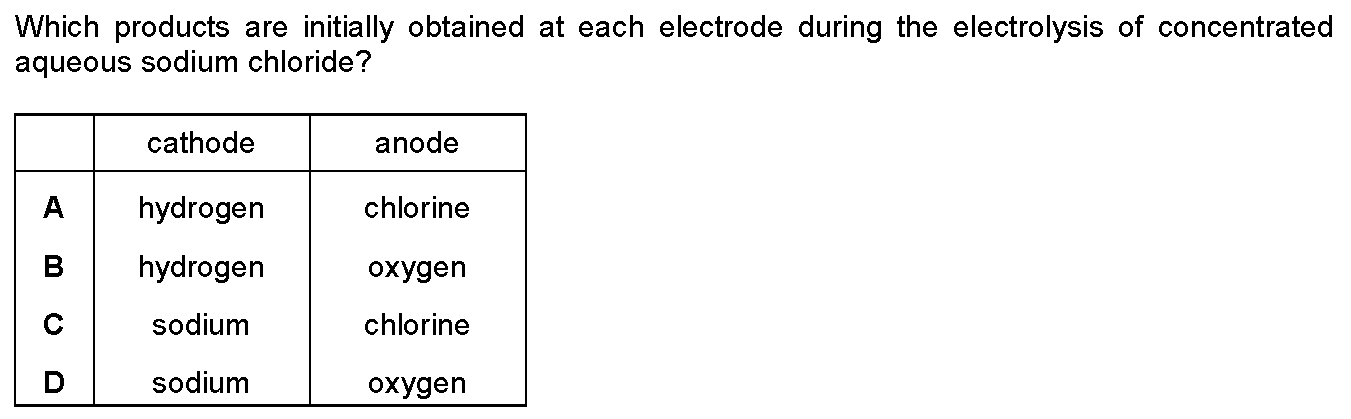 Which products are initially obtained at each electrode during the electrolysis of concentrated
aqueous sodium chloride?
cathode anode
A hydrogen chlorine
B hydrogen oxygen
C sodium chlorine
D sodium oxygen